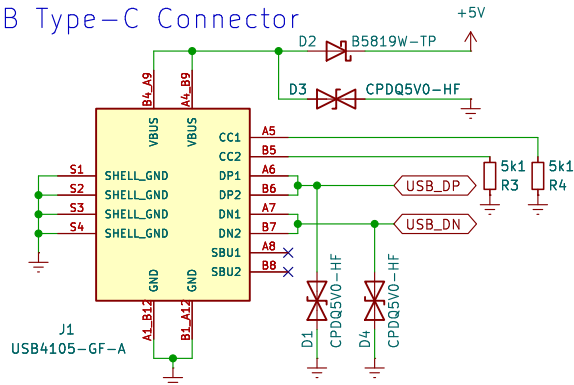 B Type-C Connector
+5V
D2
B5819W-TP
D3
CPDQ5V0-HF
B4_A9
A4_B9
VBUS
VBUS
CC1
A5
CC2
B5
S1
SHELL_GND
DP1
A6
S2
SHELL_GND
DP2
B6
S3
SHELL_GND
DN1
A7
S4
SHELL_GND
DN2
B7
SBU1
A8
SBU2
B8
USB_DP
USB_DN
5k1
R3
5k1
R4
GND
GND
A1_B12
B1_A12
J1
USB4105-GF-A
D1
CPDQ5V0-HF
D4
CPDQ5V0-HF